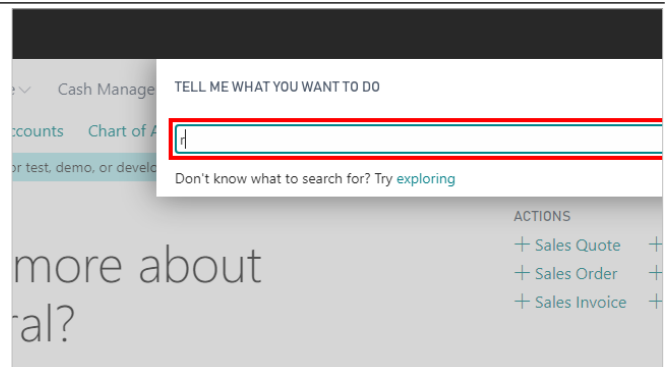 Cash Manage
TELL ME WHAT YOU WANT TO DO
ccounts Chart of A
r
or test, demo, or develo
Don't know what to search for? Try exploring
ACTIONS
+ Sales Quote +
more about
+ Sales Order +
ral?
+ Sales Invoice +